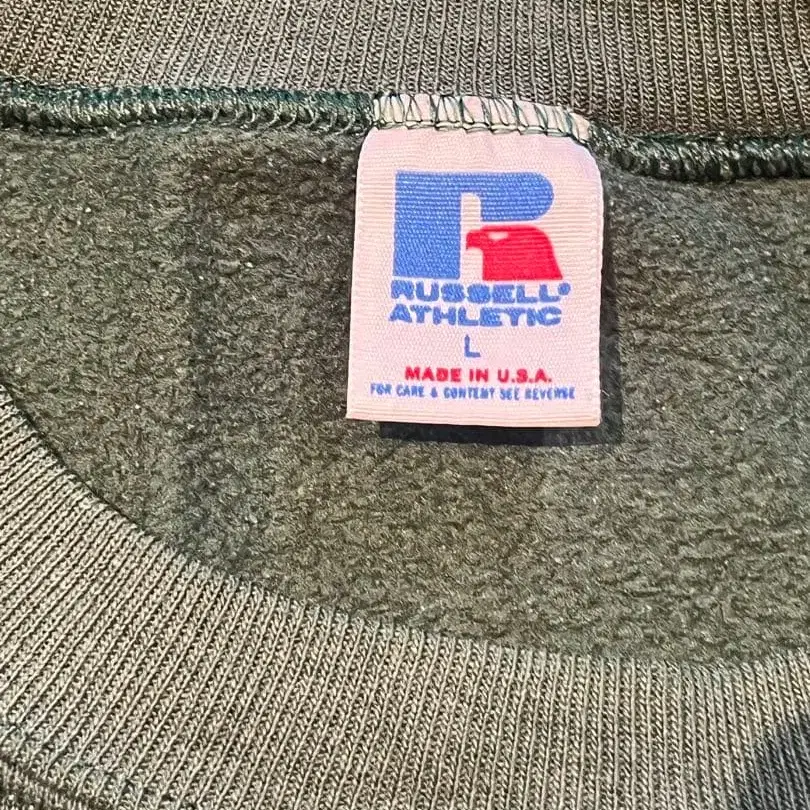 RUSSELL®
ATHLETIC
L
MADE IN U.S.A.
FOR CARE & CONTENT SEE REVERSE